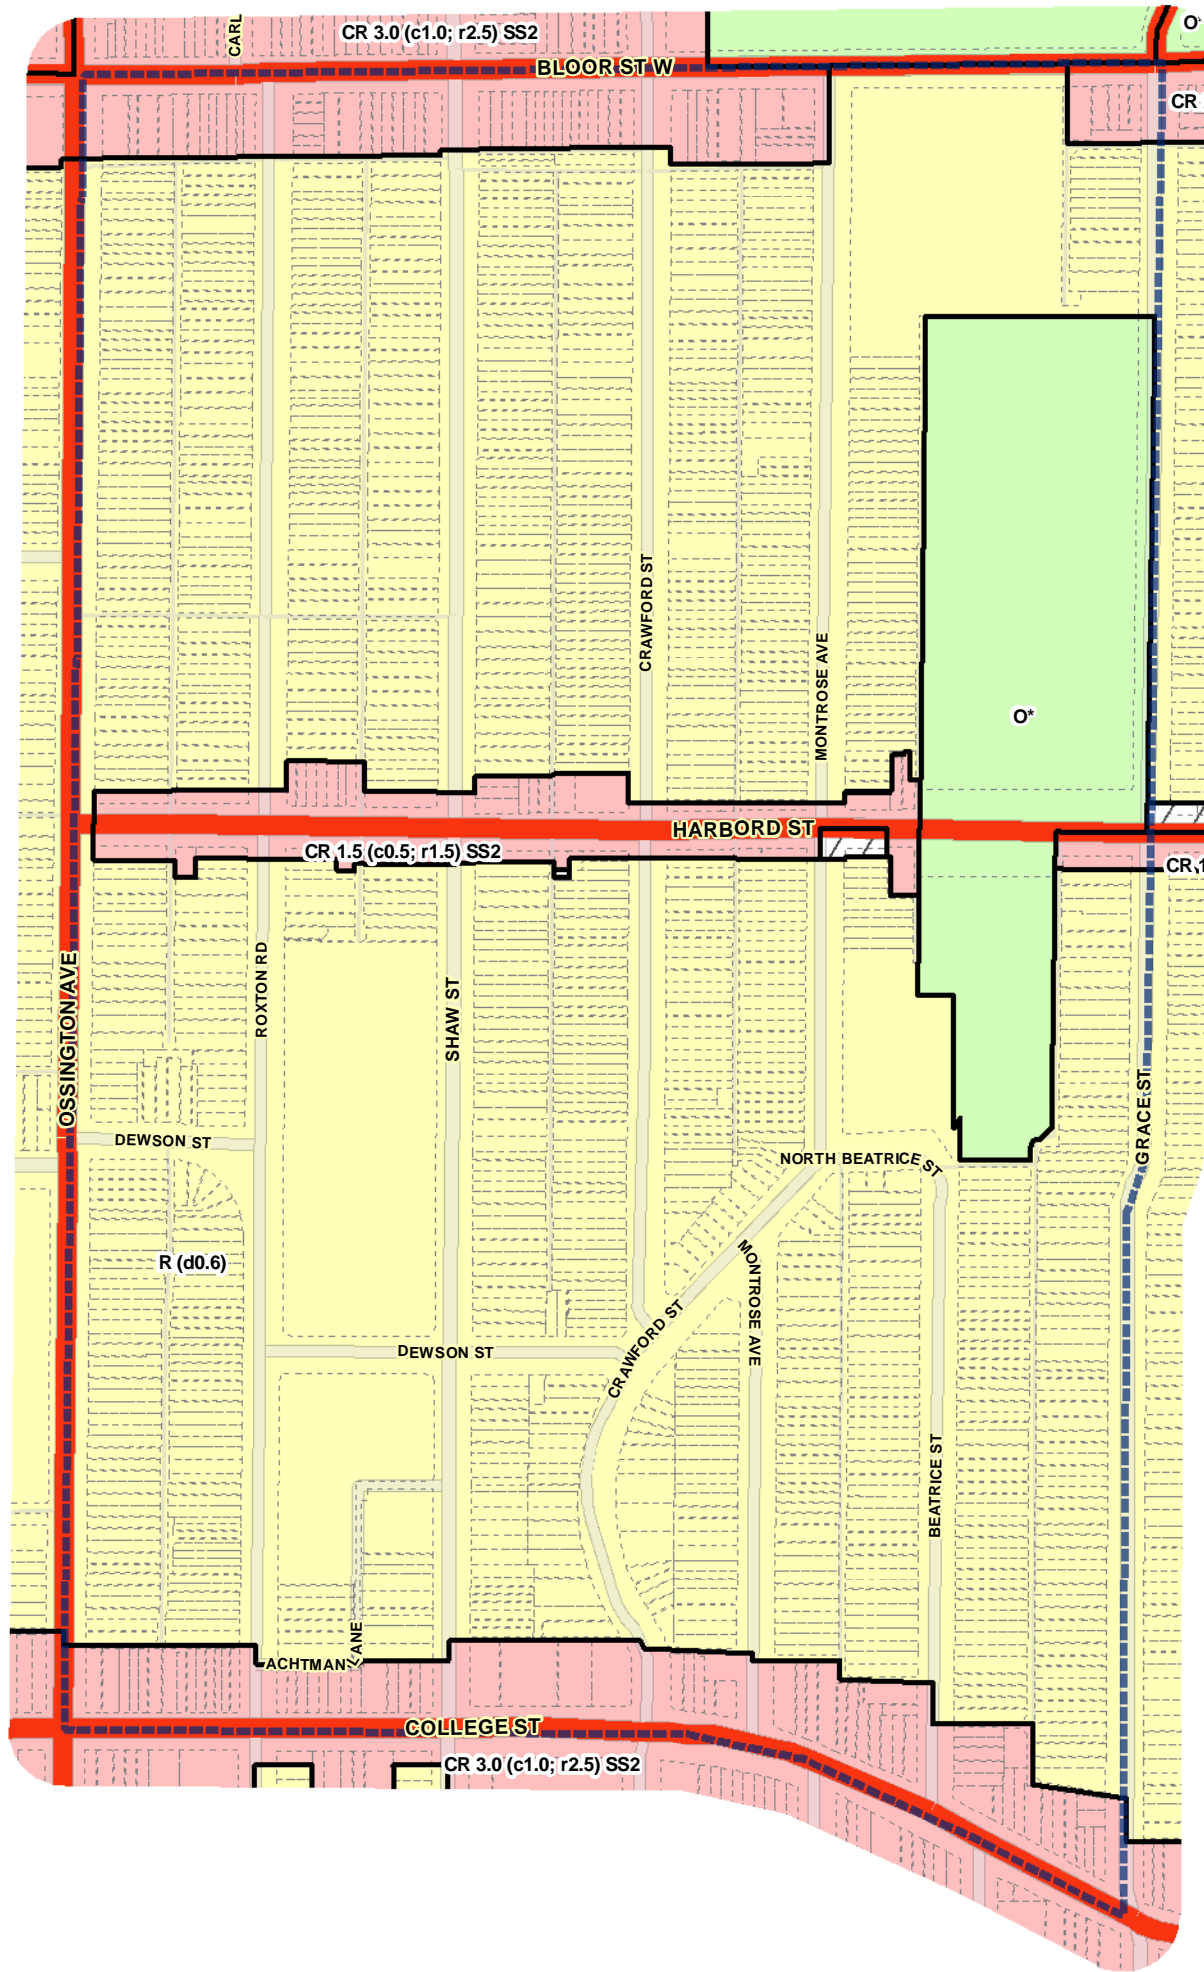 CARL
CR 3.0 (c1.0; r2.5) SS2
O*
BLOOR ST W
CR
CRAWFORD ST
MONTROSE AVE
O*
HARBORD ST
CR 1.5 (c0.5; r1.5) SS2
CR 1
OSSINGTON AVE
ROXTON RD
SHAW ST
GRACE ST
DEWSON ST
NORTH BEATRICE ST
R (d0.6)
MONTROSE AVE
CRAWFORD ST
DEWSON ST
BEATRICE ST
ACHTMAN LANE
COLLEGE ST
CR 3.0 (c1.0; r2.5) SS2